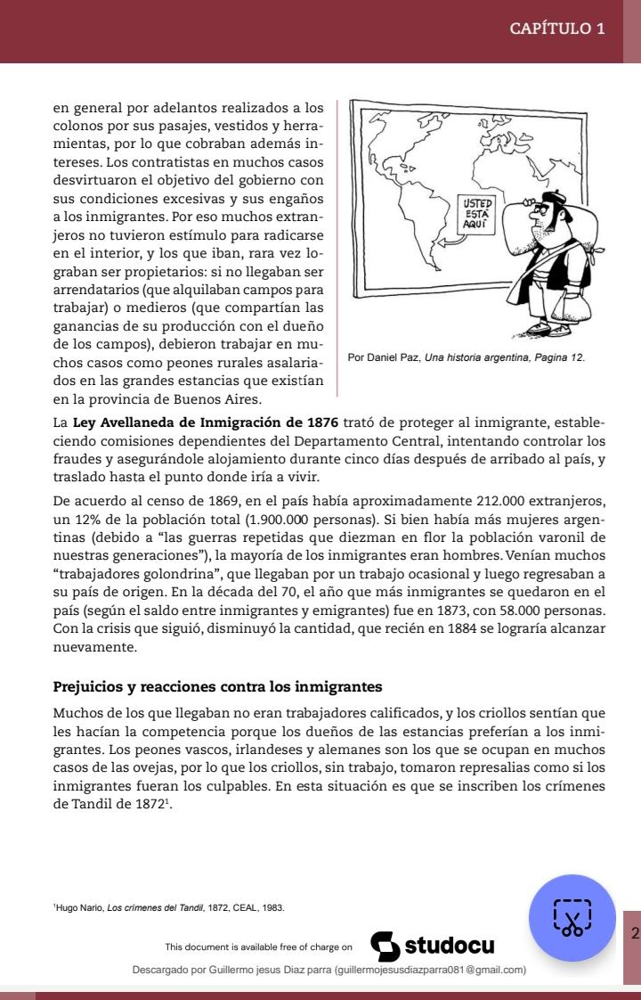 CAPÍTULO 1
en general por adelantos realizados a los
colonos por sus pasajes, vestidos y herra-
mientas, por lo que cobraban además in-
tereses. Los contratistas en muchos casos
desvirtuaron el objetivo del gobierno con
sus condiciones excesivas y sus engaños
a los inmigrantes. Por eso muchos extran-
jeros no tuvieron estímulo para radicarse
en el interior, y los que iban, rara vez lo-
graban ser propietarios: si no llegaban ser
arrendatarios (que alquilaban campos para
trabajar) o medieros (que compartían las
ganancias de su producción con el dueño
de los campos), debieron trabajar en mu-
chos casos como peones rurales asalaria-
dos en las grandes estancias que existían
en la provincia de Buenos Aires.
USTED
ESTÁ
AQUÍ
Por Daniel Paz, Una historia argentina, Pagina 12.
La Ley Avellaneda de Inmigración de 1876 trató de proteger al inmigrante, estable-
ciendo comisiones dependientes del Departamento Central, intentando controlar los
fraudes y asegurándole alojamiento durante cinco días después de arribado al país, y
traslado hasta el punto donde iría a vivir.
De acuerdo al censo de 1869, en el país había aproximadamente 212.000 extranjeros,
un 12% de la población total (1.900.000 personas). Si bien había más mujeres argen-
tinas (debido a “las guerras repetidas que diezman en flor la población varonil de
nuestras generaciones”), la mayoría de los inmigrantes eran hombres. Venían muchos
“trabajadores golondrina”, que llegaban por un trabajo ocasional y luego regresaban a
su país de origen. En la década del 70, el año que más inmigrantes se quedaron en el
país (según el saldo entre inmigrantes y emigrantes) fue en 1873, con 58.000 personas.
Con la crisis que siguió, disminuyó la cantidad, que recién en 1884 se lograría alcanzar
nuevamente.
Prejuicios y reacciones contra los inmigrantes
Muchos de los que llegaban no eran trabajadores calificados, y los criollos sentían que
les hacían la competencia porque los dueños de las estancias preferían a los inmi-
grantes. Los peones vascos, irlandeses y alemanes son los que se ocupan en muchos
casos de las ovejas, por lo que los criollos, sin trabajo, tomaron represalias como si los
inmigrantes fueran los culpables. En esta situación es que se inscriben los crímenes
de Tandil de 1872¹.
¹Hugo Nario, Los crímenes del Tandil, 1872, CEAL, 1983.
2
This document is available free of charge on studocu
Descargado por Guillermo jesus Diaz parra (guillermojesusdiazparra081@gmail.com)